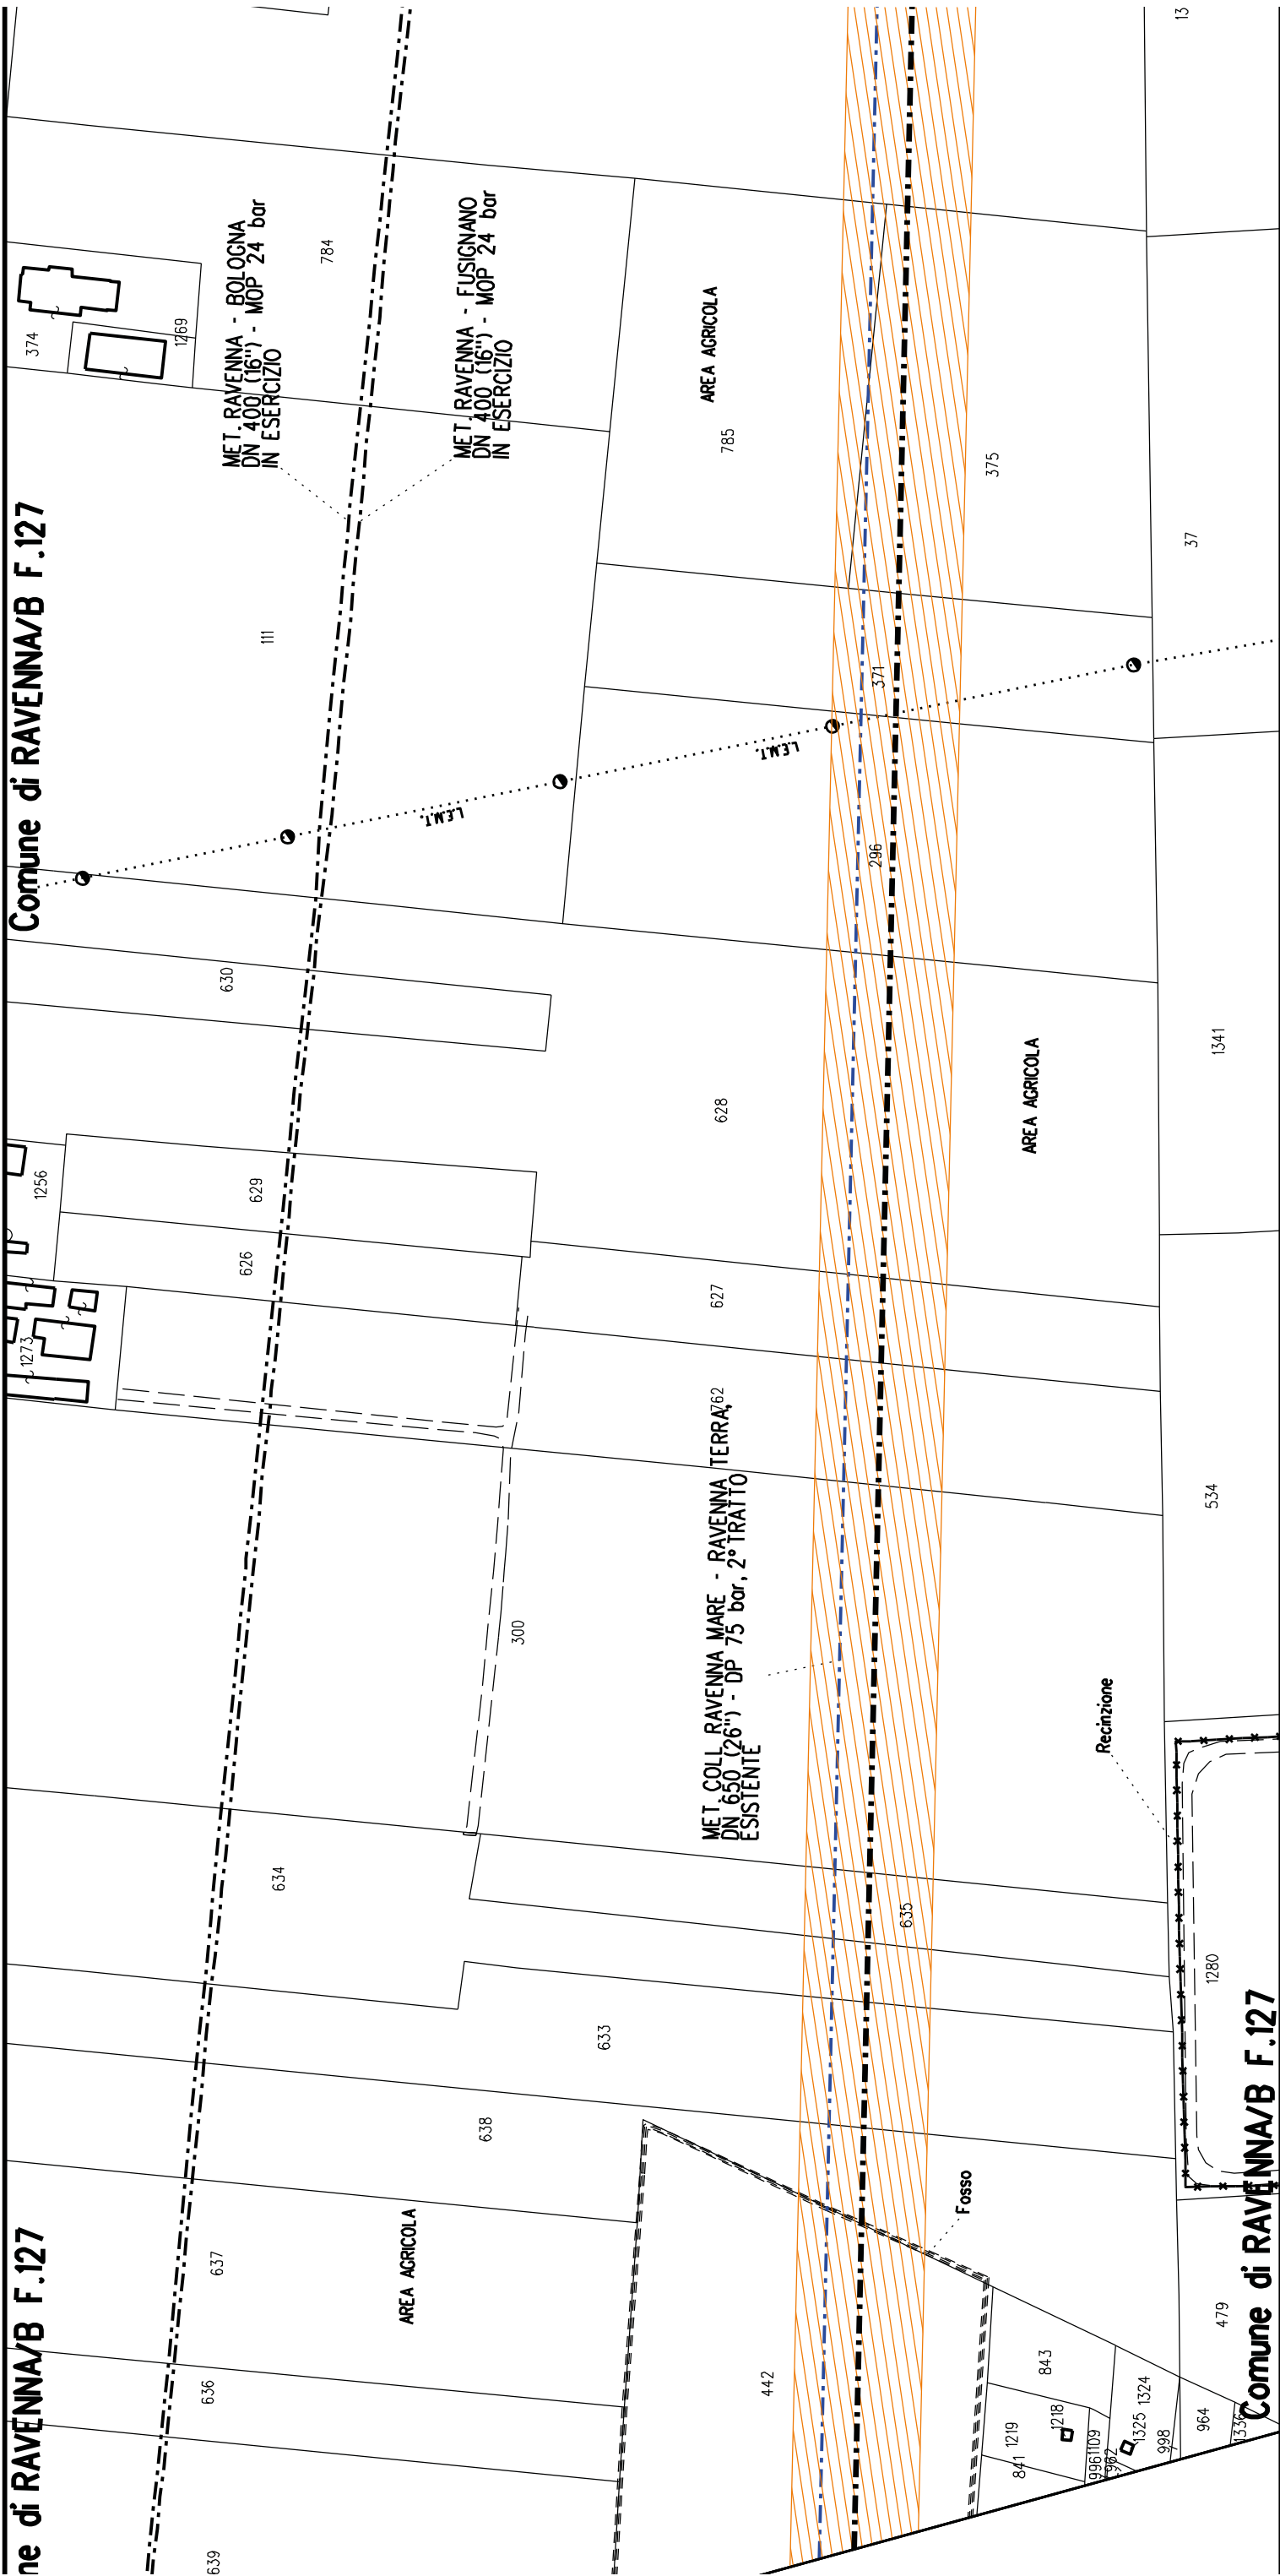 Comune di RAVENNA/B F.127
ne di RAVENNA/B F.127
Comune di RAVENNA/B F.127
MET. RAVENNA - BOLOGNA
DN 400 (16") - MOP 24 bar
IN ESERCIZIO
MET. RAVENNA - FUSIGNANO
DN 400 (16") - MOP 24 bar
IN ESERCIZIO
MET. COLL. RAVENNA MARE - RAVENNA TERRA,
DN 650 (26") - DP 75 bar, 2° TRATTO
ESISTENTE
AREA AGRICOLA
AREA AGRICOLA
AREA AGRICOLA
L.E.M.T.
L.E.M.T.
Recinzione
Fosso
13
784
374
1269
785
375
37
111
371
296
630
1341
628
1256
629
626
627
1273
762
534
300
634
635
1280
633
638
637
636
639
442
479
843
1324
1218
1219
1325
841
964
998
1336
996
1109